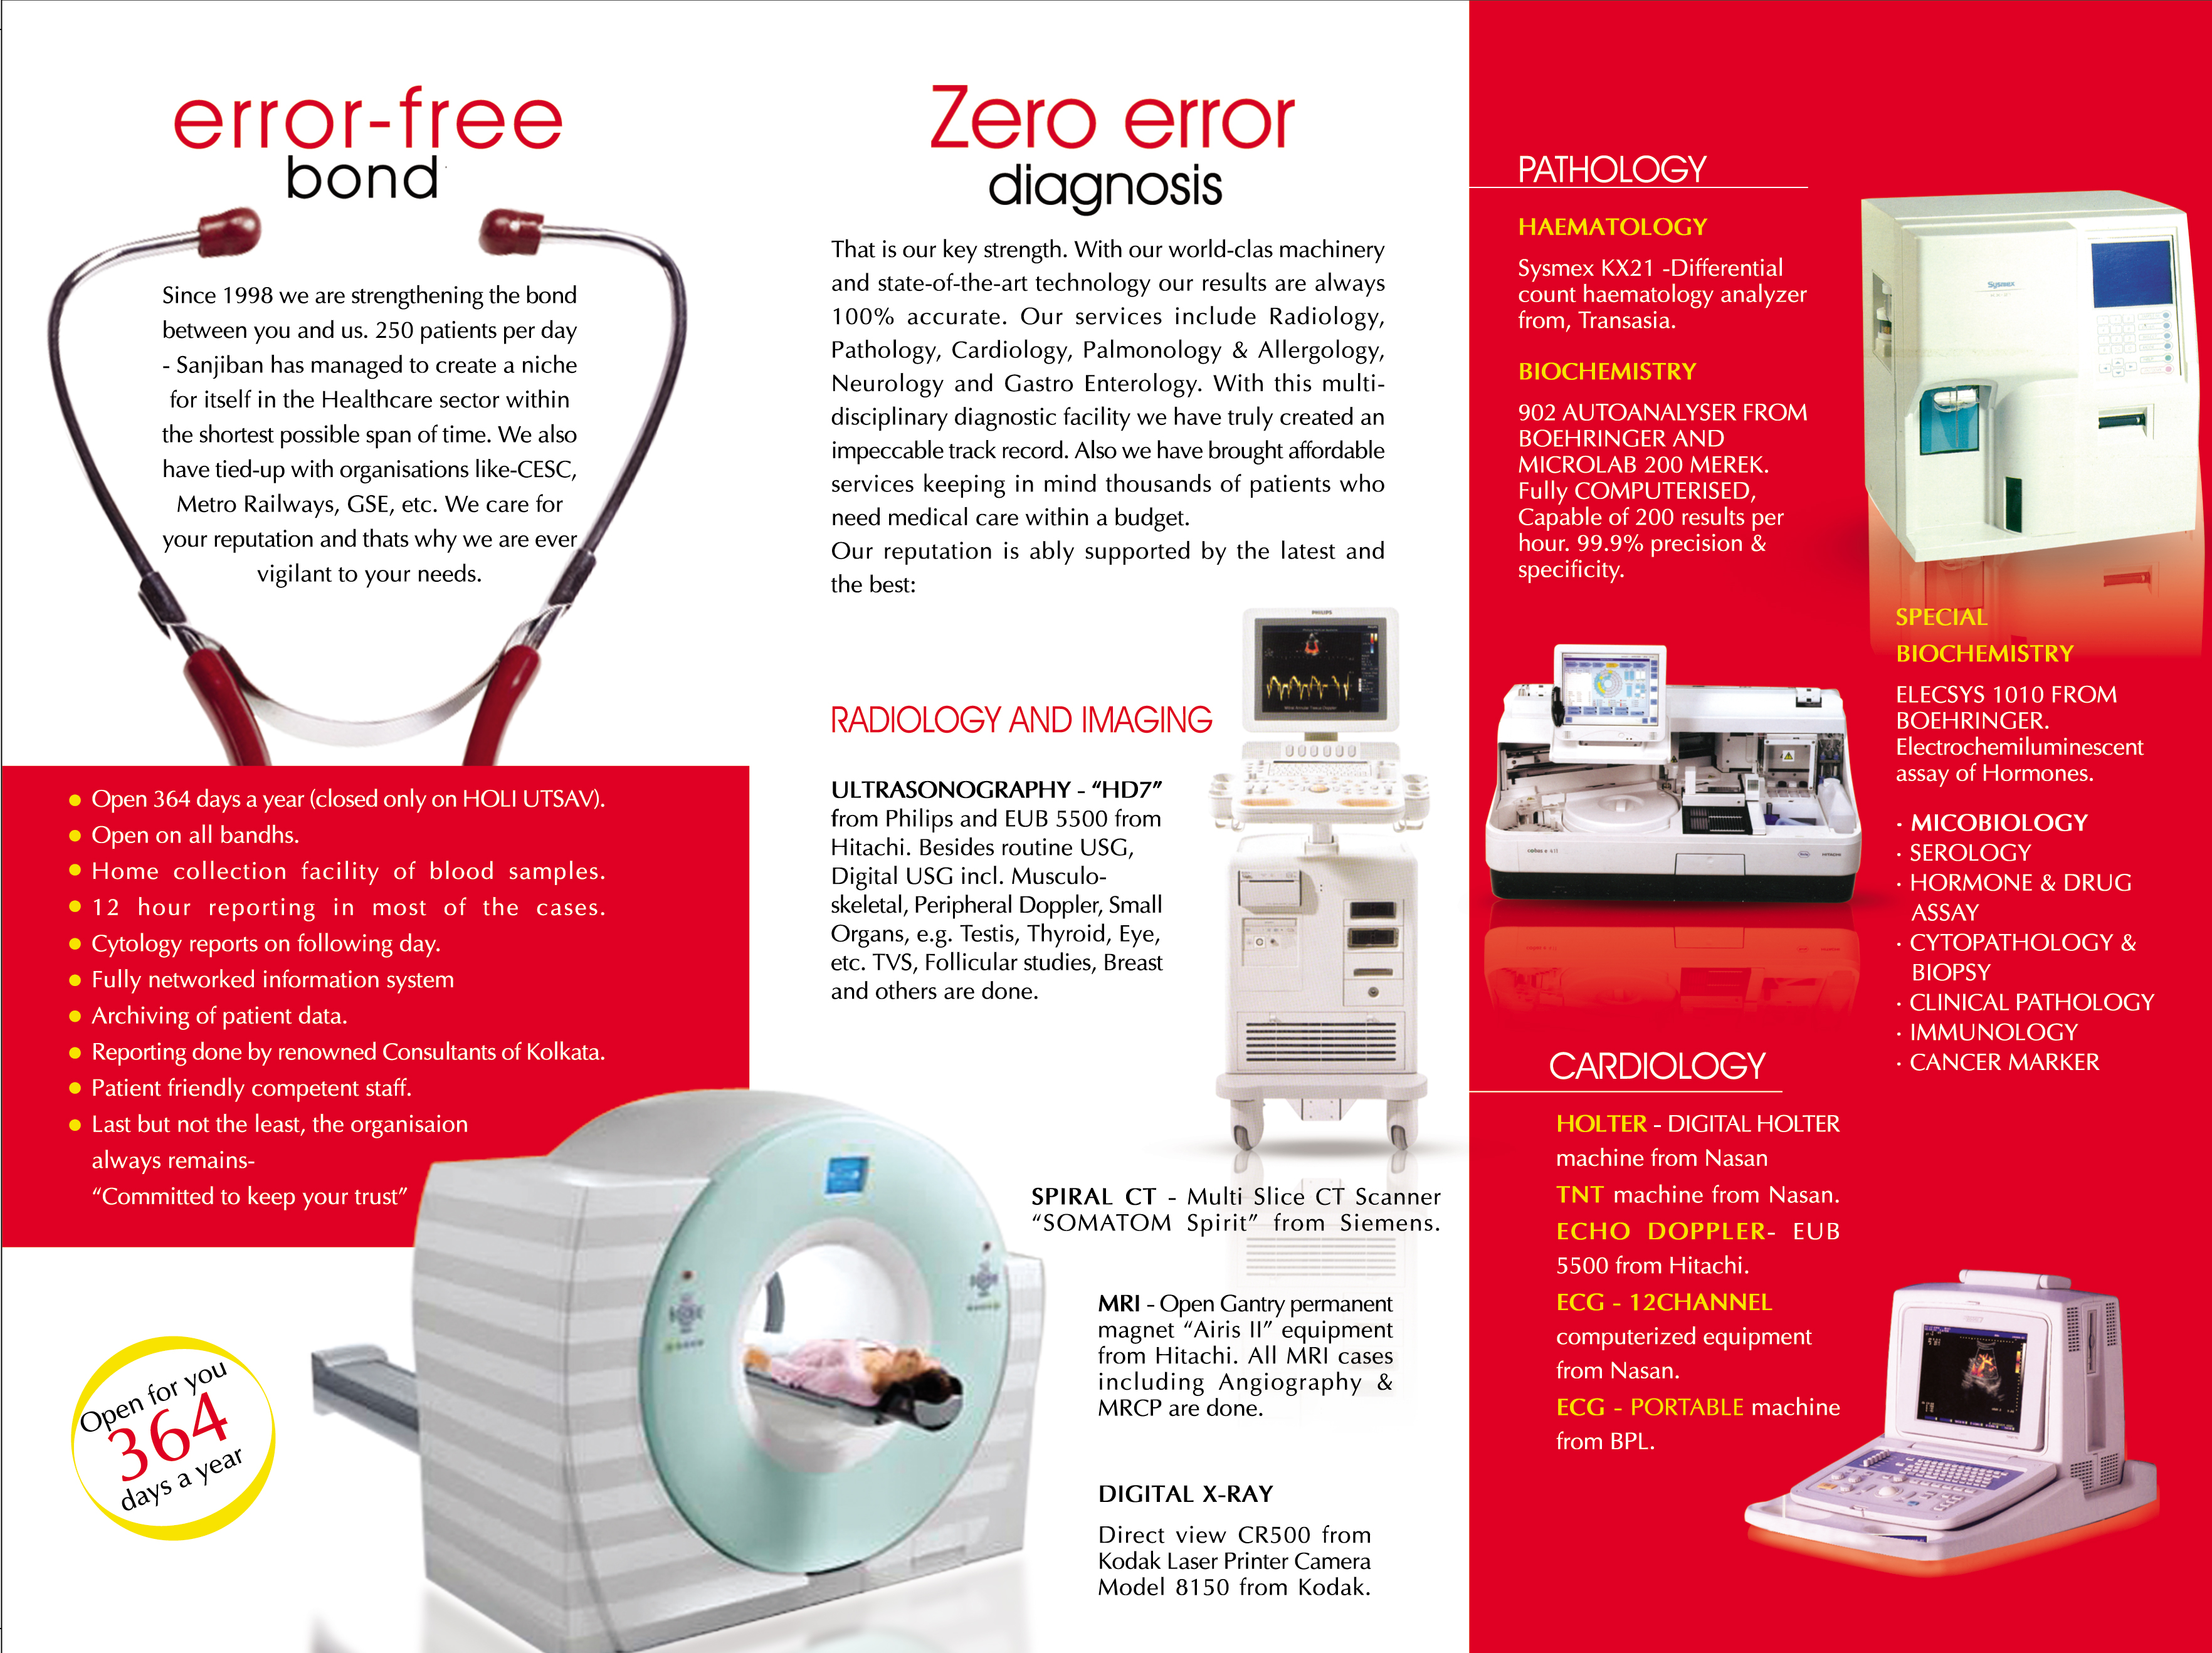 error-free
bond
Since 1998 we are strengthening the bond
between you and us. 250 patients per day
- Sanjiban has managed to create a niche
for itself in the Healthcare sector within
the shortest possible span of time. We also
have tied-up with organisations like-CESC,
Metro Railways, GSE, etc. We care for
your reputation and thats why we are ever
vigilant to your needs.
Open 364 days a year (closed only on HOLI UTSAV).
Open on all bandhs.
Home collection facility of blood samples.
12 hour reporting in most of the cases.
Cytology reports on following day.
Fully networked information system
Archiving of patient data.
Reporting done by renowned Consultants of Kolkata.
Patient friendly competent staff.
Last but not the least, the organisaion
always remains-
“Committed to keep your trust”
Open for you
364
days a year
Zero error
diagnosis
That is our key strength. With our world-clas machinery
and state-of-the-art technology our results are always
100% accurate. Our services include Radiology,
Pathology, Cardiology, Palmonology & Allergology,
Neurology and Gastro Enterology. With this multi-
disciplinary diagnostic facility we have truly created an
impeccable track record. Also we have brought affordable
services keeping in mind thousands of patients who
need medical care within a budget.
Our reputation is ably supported by the latest and
the best:
PHILIPS
RADIOLOGY AND IMAGING
ULTRASONOGRAPHY - “HD7”
from Philips and EUB 5500 from
Hitachi. Besides routine USG,
Digital USG incl. Musculo-
skeletal, Peripheral Doppler, Small
Organs, e.g. Testis, Thyroid, Eye,
etc. TVS, Follicular studies, Breast
and others are done.
SPIRAL CT - Multi Slice CT Scanner
“SOMATOM Spirit” from Siemens.
MRI - Open Gantry permanent
magnet “Airis II” equipment
from Hitachi. All MRI cases
including Angiography &
MRCP are done.
DIGITAL X-RAY
Direct view CR500 from
Kodak Laser Printer Camera
Model 8150 from Kodak.
PATHOLOGY
HAEMATOLOGY
Sysmex KX21 -Differential
count haematology analyzer
from, Transasia.
BIOCHEMISTRY
902 AUTOANALYSER FROM
BOEHRINGER AND
MICROLAB 200 MEREK.
Fully COMPUTERISED,
Capable of 200 results per
hour. 99.9% precision &
specificity.
Sysmex
SPECIAL
BIOCHEMISTRY
ELECSYS 1010 FROM
BOEHRINGER.
Electrochemiluminescent
assay of Hormones.
· MICOBIOLOGY
· SEROLOGY
· HORMONE & DRUG
ASSAY
· CYTOPATHOLOGY &
BIOPSY
· CLINICAL PATHOLOGY
· IMMUNOLOGY
· CANCER MARKER
HITACHI
CARDIOLOGY
HOLTER - DIGITAL HOLTER
machine from Nasan
TNT machine from Nasan.
ECHO DOPPLER- EUB
5500 from Hitachi.
ECG - 12CHANNEL
computerized equipment
from Nasan.
ECG - PORTABLE machine
from BPL.